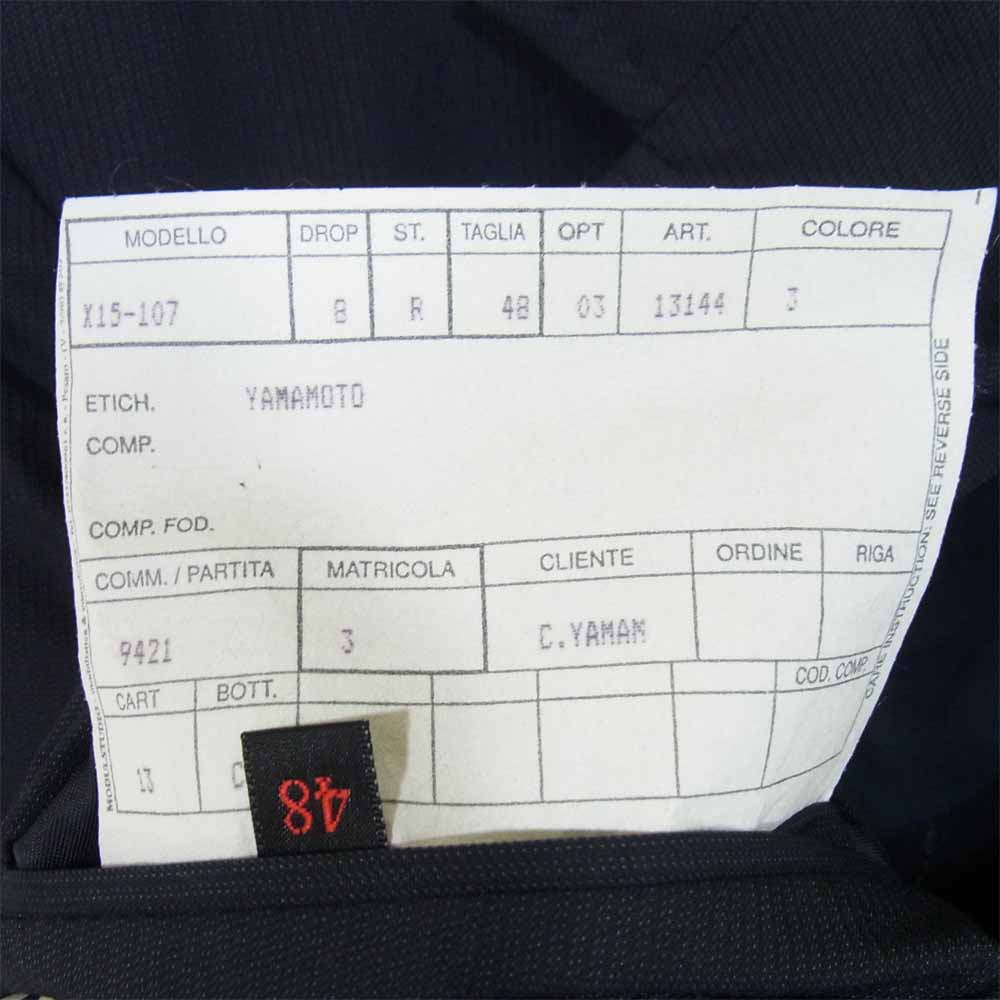 MODELLO DROP ST. TAGLIA OPT ART. COLORE
X15-107 8 R 48 03 13144 3
ETICH. YAMAMOTO
COMP.
COMP. FOD.
COMM. / PARTITA MATRICOLA CLIENTE ORDINE RIGA
9421 3 C.YAMAM
CART BOTT. COD. COMP.
13 C
48
CARE INSTRUCTION: SEE REVERSE SIDE
MODULSTUDIO